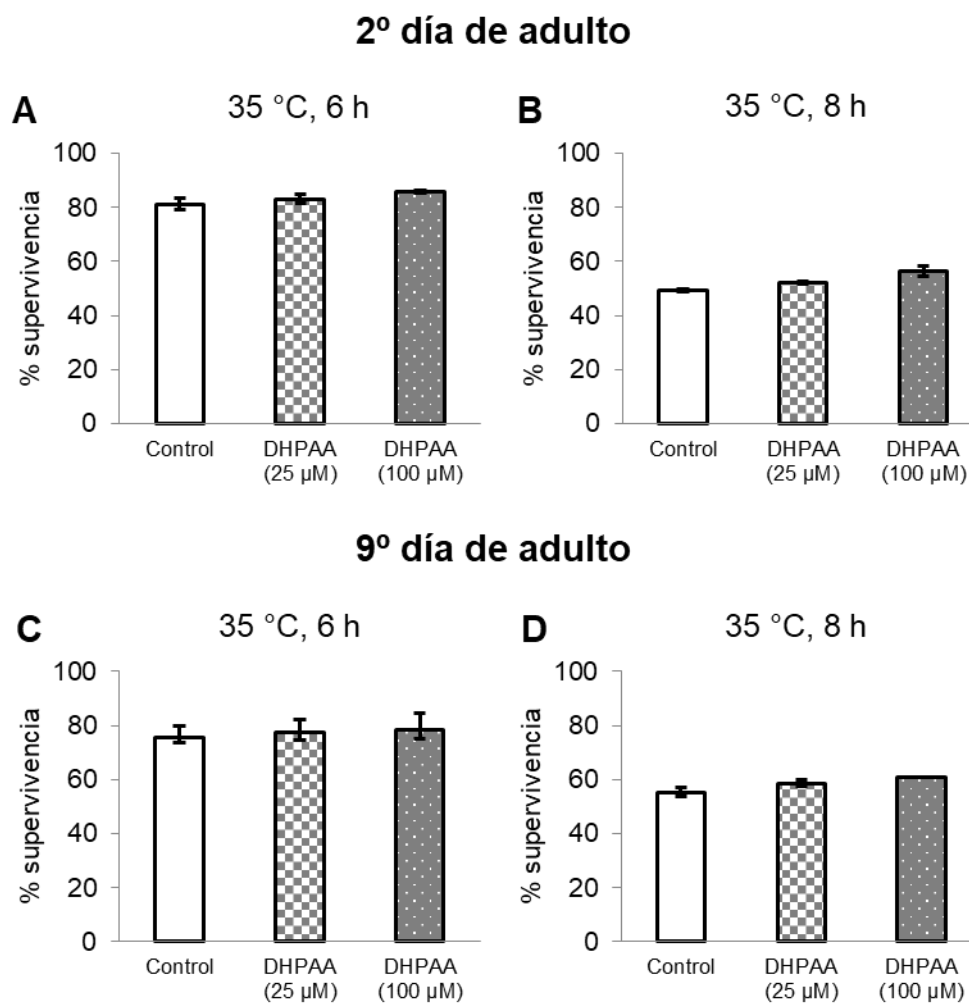 2º día de adulto
A
35 °C, 6 h
% supervivencia
100
80
60
40
20
0
Control
DHPAA
(25 µM)
DHPAA
(100 µM)
B
35 °C, 8 h
% supervivencia
100
80
60
40
20
0
Control
DHPAA
(25 µM)
DHPAA
(100 µM)
9º día de adulto
C
35 °C, 6 h
% supervivencia
100
80
60
40
20
0
Control
DHPAA
(25 µM)
DHPAA
(100 µM)
D
35 °C, 8 h
% supervivencia
100
80
60
40
20
0
Control
DHPAA
(25 µM)
DHPAA
(100 µM)